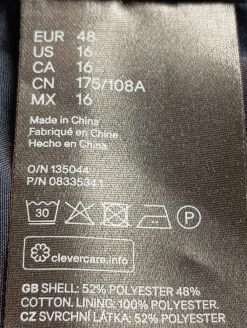 EUR 48
US 16
CA 16
CN 175/108A
MX 16
Made in China
Fabriqué en Chine
Hecho en China
O/N 135044
P/N 0833534.1
30
P
clevercare.info
GB SHELL: 52% POLYESTER 48%
COTTON. LINING: 100% POLYESTER.
CZ SVRCHNÍ LÁTKA: 52% POLYESTER